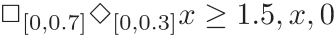 □[0,0.7]◇[0,0.3]x ≥ 1.5, x, 0